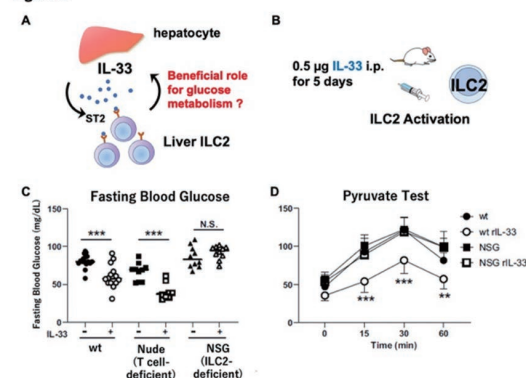 A
hepatocyte
IL-33
Beneficial role
for glucose
metabolism ?
ST2
Liver ILC2
B
0.5 μg IL-33 i.p.
for 5 days
ILC2
ILC2 Activation
C
Fasting Blood Glucose
Fasting Blood Glucose (mg/dL)
150
100
50
0
***
***
N.S.
IL-33
-
+
-
+
-
+
wt
Nude
(T cell-
deficient)
NSG
(ILC2-
deficient)
D
Pyruvate Test
150
100
50
0
***
***
**
0
15
30
60
Time (min)
wt
wt rIL-33
NSG
NSG rIL-33